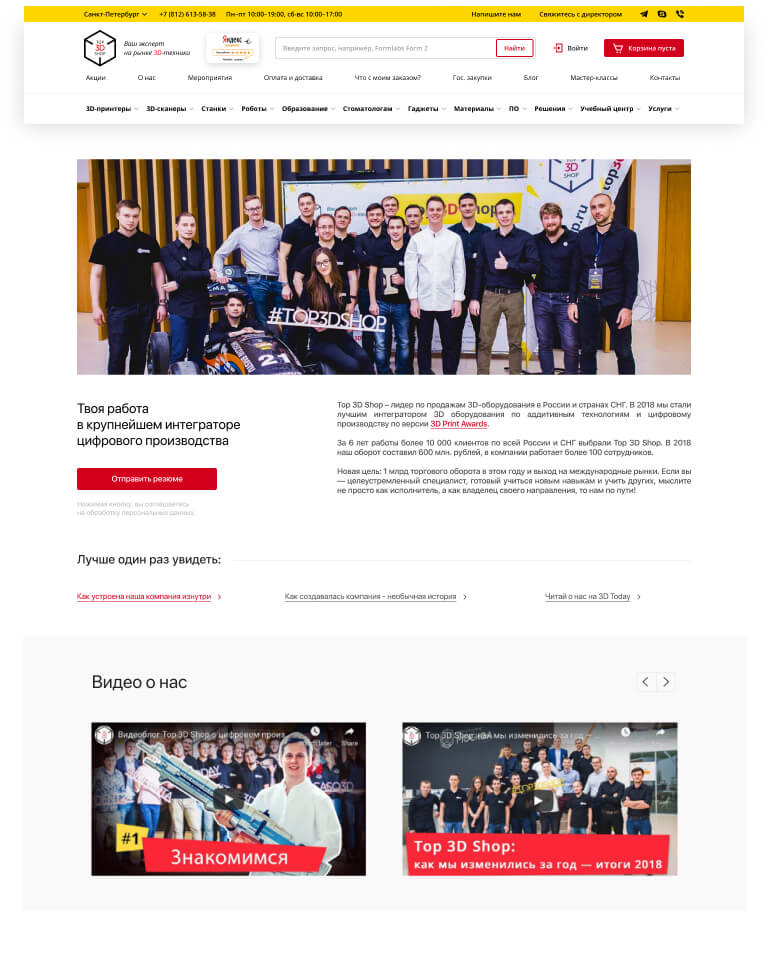 Санкт-Петербург
+7 (812) 613-58-38
Пн-пт 10:00-19:00, сб-вс 10:00-17:00
Напишите нам
Свяжитесь с директором
TOP
3D
SHOP
Ваш эксперт
на рынке 3D-техники
Яндекс
Введите запрос, например, Formlabs Form 2
Найти
Войти
Корзина пуста
Акции
О нас
Мероприятия
Оплата и доставка
Что с моим заказом?
Гос. закупки
Блог
Мастер-классы
Контакты
3D-принтеры
3D-сканеры
Станки
Роботы
Образование
Стоматологам
Гаджеты
Материалы
ПО
Решения
Учебный центр
Услуги
3D
SHOP
top3d
3D Shop
p.ru
#TOP3DSHOP
21
Твоя работа
в крупнейшем интеграторе
цифрового производства
Отправить резюме
Нажимая кнопку, вы соглашаетесь
на обработку персональных данных.
Top 3D Shop – лидер по продажам 3D-оборудования в России и странах СНГ. В 2018 мы стали
лучшим интегратором 3D оборудования по аддитивным технологиям и цифровому
производству по версии 3D Print Awards.
За 6 лет работы более 10 000 клиентов по всей России и СНГ выбрали Top 3D Shop. В 2018
наш оборот составил 600 млн. рублей, в компании работает более 100 сотрудников.
Новая цель: 1 млрд торгового оборота в этом году и выход на международные рынки. Если вы
— целеустремленный специалист, готовый учиться новым навыкам и учить других, мыслите
не просто как исполнитель, а как владелец своего направления, то нам по пути!
Лучше один раз увидеть:
Как устроена наша компания изнутри
Как создавалась компания - необычная история
Читай о нас на 3D Today
Видео о нас
Видеоблог Top 3D Shop о цифровом произ...
Share
#1
Знакомимся
Top 3D Shop: как мы изменились за год —
Top 3D Shop:
как мы изменились за год — итоги 2018